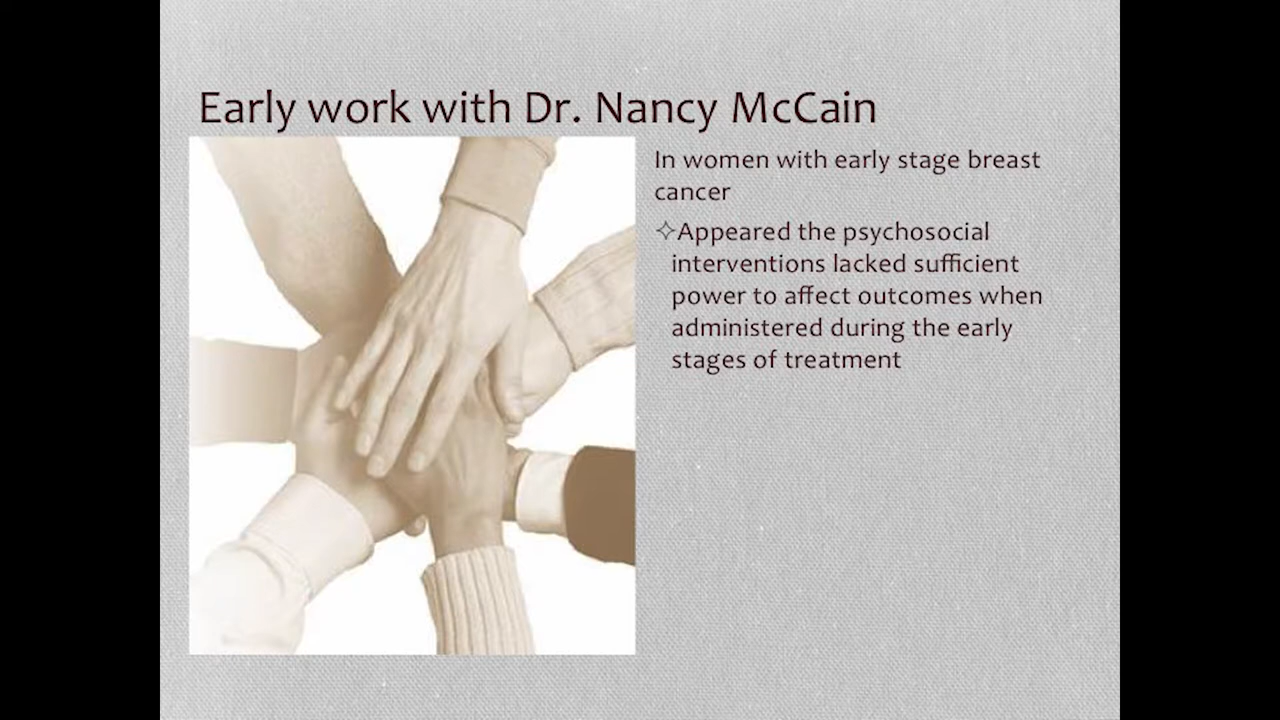 Early work with Dr. Nancy McCain
In women with early stage breast
cancer
✧Appeared the psychosocial
interventions lacked sufficient
power to affect outcomes when
administered during the early
stages of treatment